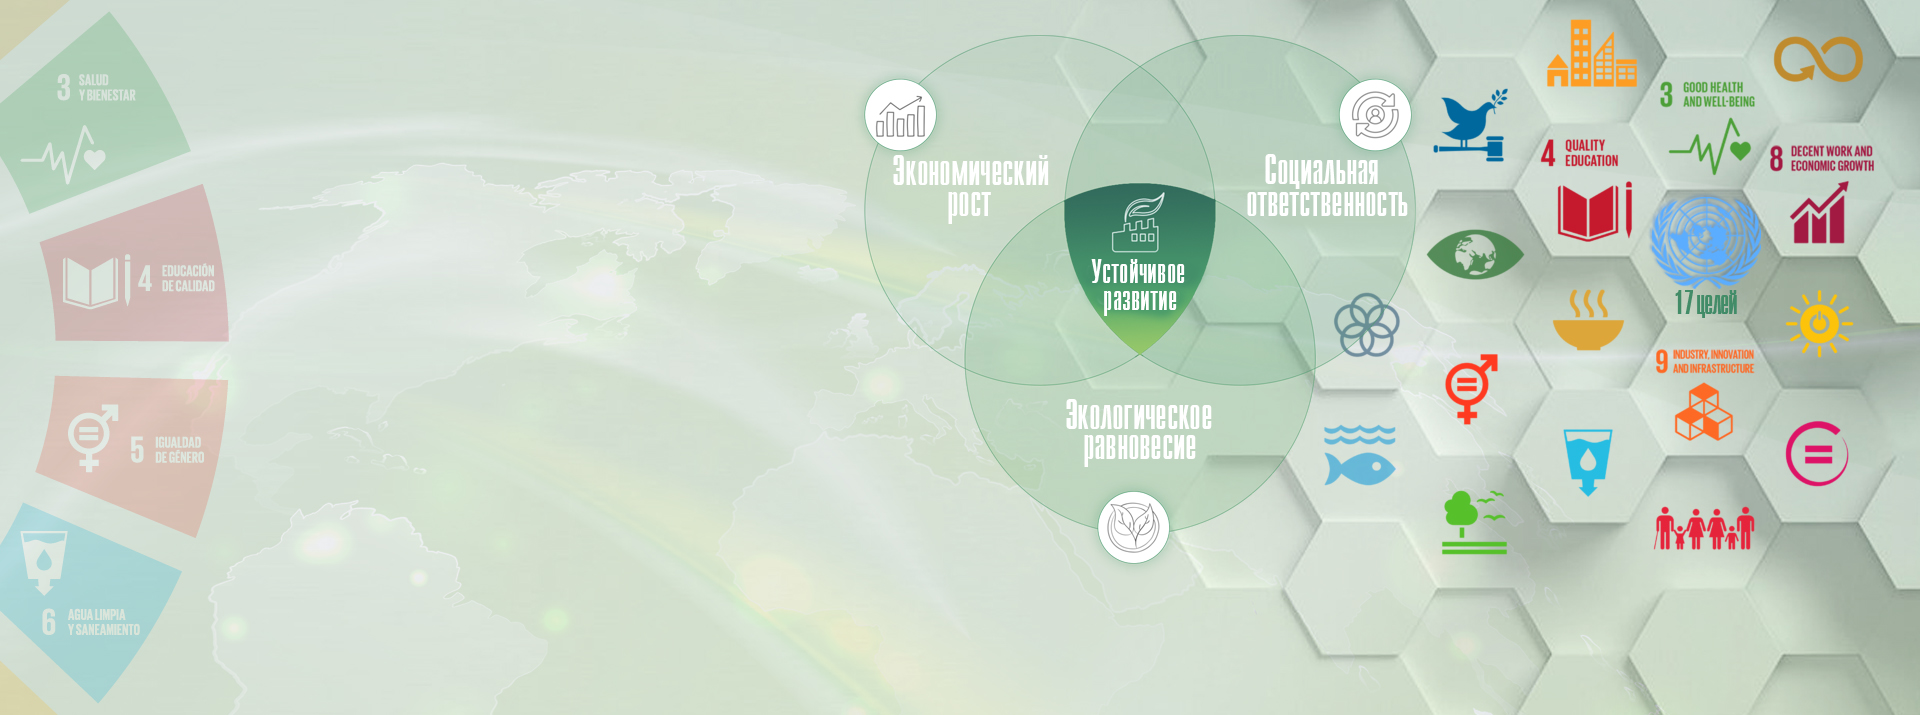 3 SALUD
Y BIENESTAR
4 EDUCACIÓN
DE CALIDAD
5 IGUALDAD
DE GÉNERO
6 AGUA LIMPIA
Y SANEAMIENTO
Экономический
рост
Социальная
ответственность
Устойчивое
развитие
Экологическое
равновесие
3 GOOD HEALTH
AND WELL-BEING
4 QUALITY
EDUCATION
8 DECENT WORK AND
ECONOMIC GROWTH
17 целей
9 INDUSTRY, INNOVATION
AND INFRASTRUCTURE